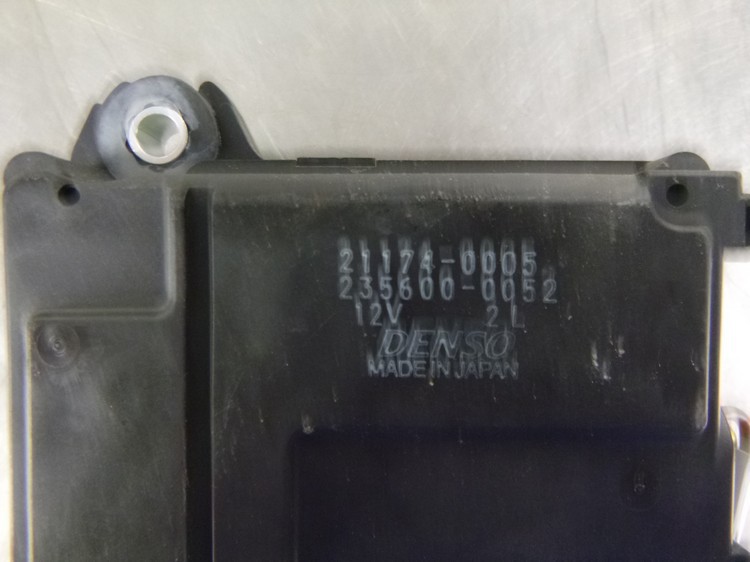 21174-0005
235600-0052
12V 2L
DENSO
MADE IN JAPAN